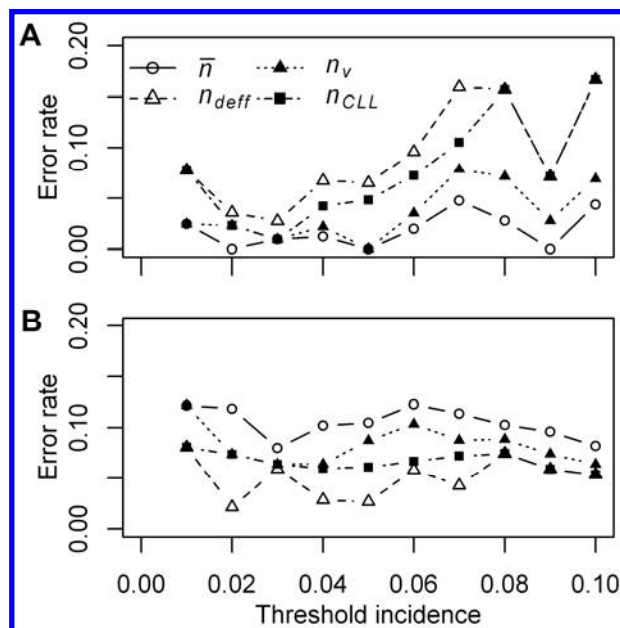 A
0.20
n̄ n_v
n_deff n_CLL
0.10
0.00
Error rate
B
0.20
0.10
0.00
Error rate
0.00 0.02 0.04 0.06 0.08 0.10
Threshold incidence